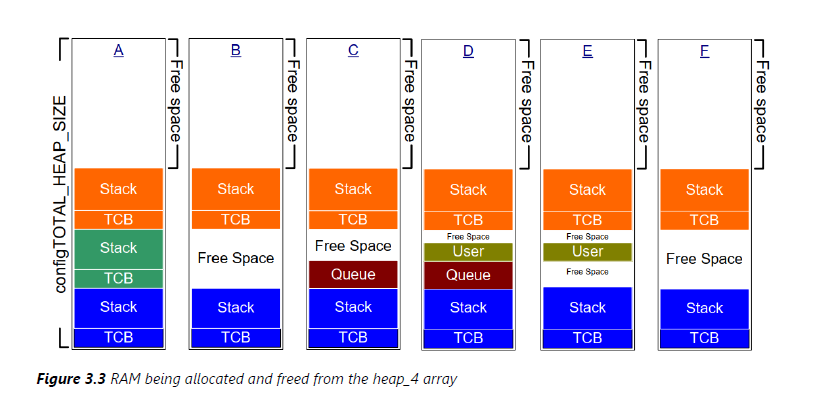 configTOTAL_HEAP_SIZE
A
Stack
TCB
Stack
TCB
Stack
TCB
Free space
B
Stack
TCB
Free Space
Stack
TCB
Free space
C
Stack
TCB
Free Space
Queue
Stack
TCB
Free space
D
Stack
TCB
Free Space
User
Queue
Stack
TCB
Free space
E
Stack
TCB
Free Space
User
Free Space
Stack
TCB
Free space
F
Stack
TCB
Free Space
Stack
TCB
Free space
Figure 3.3 RAM being allocated and freed from the heap_4 array